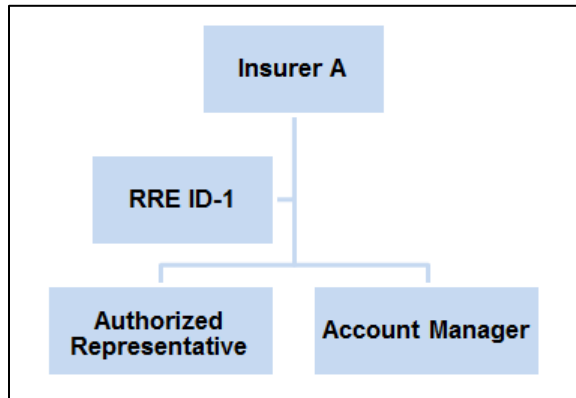 Insurer A
RRE ID-1
Authorized
Representative
Account Manager